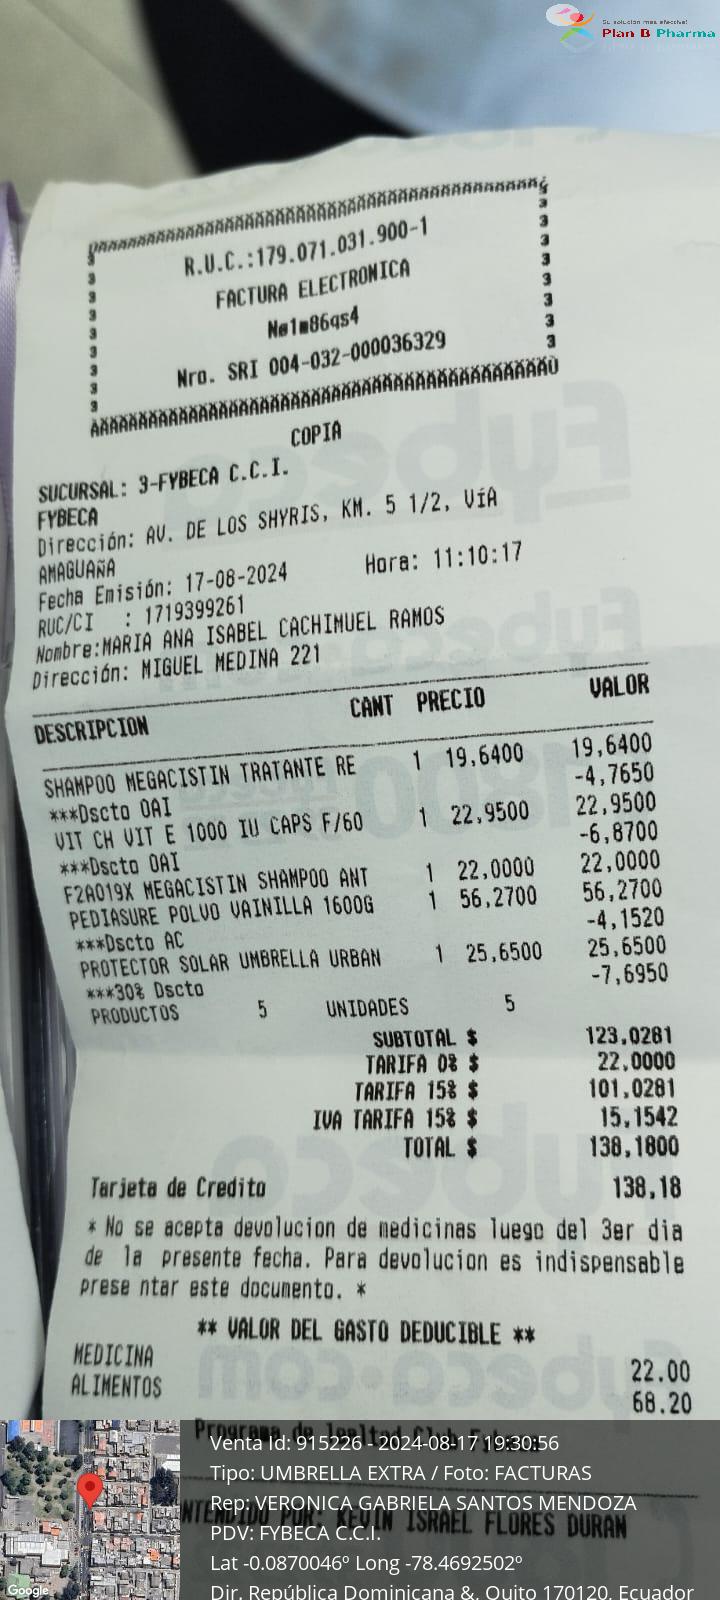 Su solución más efectiva!
Plan B Pharma
R.U.C.:179.071.031.900-1
FACTURA ELECTRONICA
Nø1m86qs4
Nro. SRI 004-032-000036329
COPIA
SUCURSAL: 3-FYBECA C.C.I.
FYBECA
Dirección: AV. DE LOS SHYRIS, KM. 5 1/2, VíA
AMAGUAñA
Fecha Emisión: 17-08-2024 Hora: 11:10:17
RUC/CI : 1719399261
Nombre:MARIA ANA ISABEL CACHIMUEL RAMOS
Dirección: MIGUEL MEDINA 221
DESCRIPCION CANT PRECIO VALOR
SHAMPOO MEGACISTIN TRATANTE RE 1 19,6400 19,6400
***Dscto OAI -4,7650
VIT CH VIT E 1000 IU CAPS F/60 1 22,9500 22,9500
***Dscto OAI -6,8700
F2A019X MEGACISTIN SHAMPOO ANT 1 22,0000 22,0000
PEDIASURE POLVO VAINILLA 1600G 1 56,2700 56,2700
***Dscto AC -4,1520
PROTECTOR SOLAR UMBRELLA URBAN 1 25,6500 25,6500
***30% Dscto -7,6950
PRODUCTOS 5 UNIDADES 5
SUBTOTAL $ 123,0281
TARIFA 0% $ 22,0000
TARIFA 15% $ 101,0281
IVA TARIFA 15% $ 15,1542
TOTAL $ 138,1800
Tarjeta de Credito 138,18
* No se acepta devolucion de medicinas luego del 3er dia
de la presente fecha. Para devolucion es indispensable
prese ntar este documento. *
** VALOR DEL GASTO DEDUCIBLE **
MEDICINA 22.00
ALIMENTOS 68.20
Venta Id: 915226 - 2024-08-17 19:30:56
Tipo: UMBRELLA EXTRA / Foto: FACTURAS
Rep: VERONICA GABRIELA SANTOS MENDOZA
NTENDIDO POR: KEVIN ISRAEL FLORES DURAN
PDV: FYBECA C.C.I.
Lat -0.0870046º Long -78.4692502º
Dir. República Dominicana &, Quito 170120, Ecuador
Google